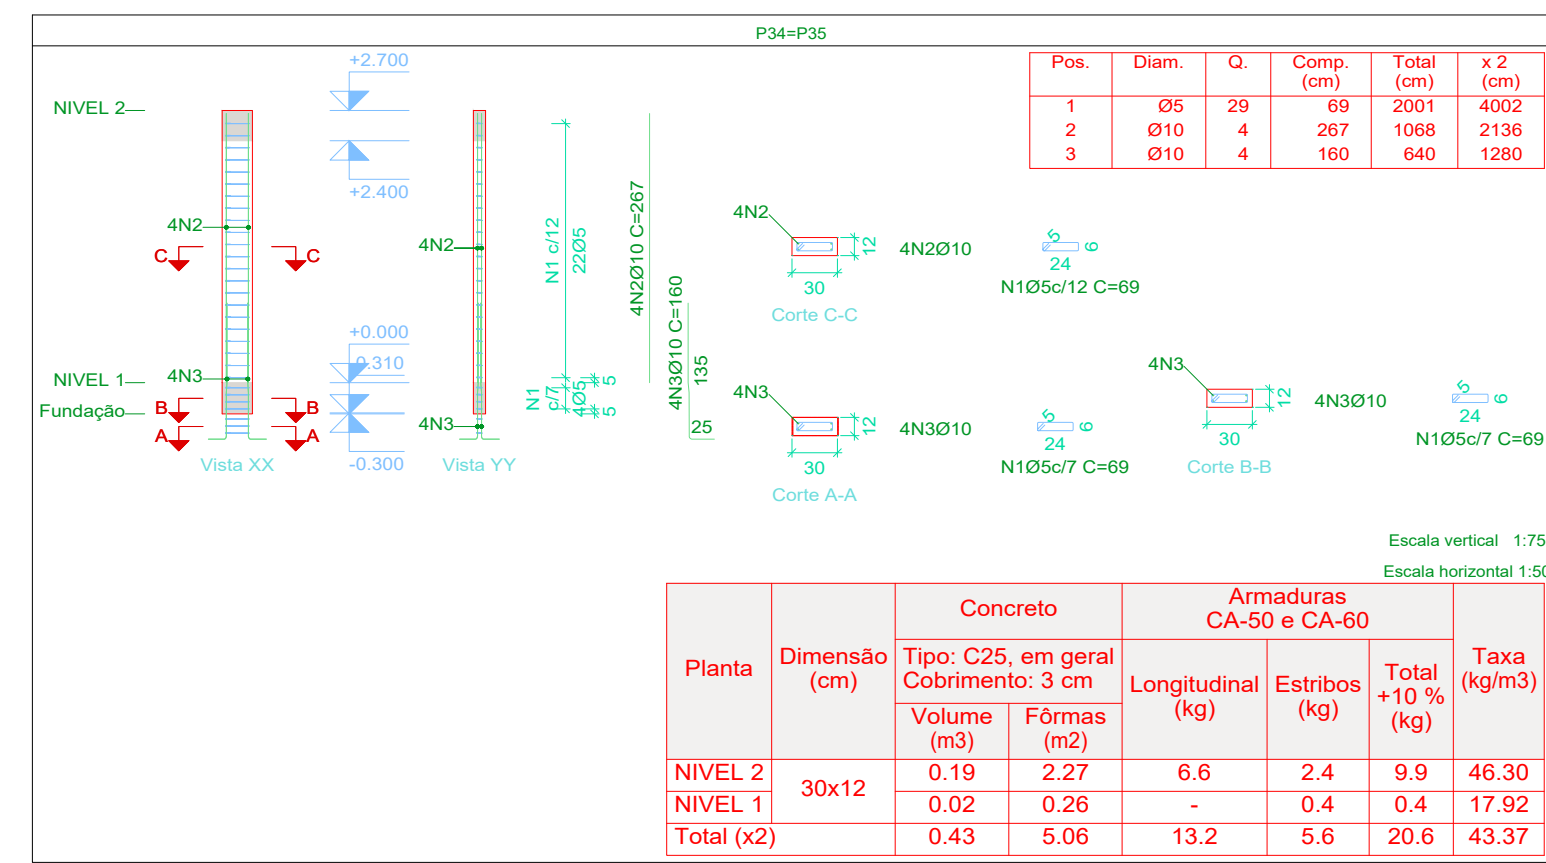 P34=P35
Pos. Diam. Q. Comp. (cm) Total (cm) x 2 (cm)
1 Ø5 29 69 2001 4002
2 Ø10 4 267 1068 2136
3 Ø10 4 160 640 1280
NIVEL 2
+2.700
+2.400
4N2
C C
+0.000
0.310
NIVEL 1
4N3
Fundação
B B
A A
-0.300
Vista XX
4N2
4N3
Vista YY
N1 c/12
22Ø5
N1
c/7
4Ø5
5
5
4N2Ø10 C=267
4N3Ø10 C=160
135
25
4N2
12
30
4N2Ø10
Corte C-C
5
6
24
N1Ø5c/12 C=69
4N3
12
30
4N3Ø10
Corte A-A
5
6
24
N1Ø5c/7 C=69
4N3
12
30
4N3Ø10
Corte B-B
5
6
24
N1Ø5c/7 C=69
Escala vertical 1:75
Escala horizontal 1:50
Planta
Dimensão
(cm)
Concreto
Tipo: C25, em geral
Cobrimento: 3 cm
Volume
(m3)
Fôrmas
(m2)
Armaduras
CA-50 e CA-60
Longitudinal
(kg)
Estribos
(kg)
Total
+10 %
(kg)
Taxa
(kg/m3)
NIVEL 2 30x12 0.19 2.27 6.6 2.4 9.9 46.30
NIVEL 1 0.02 0.26 - 0.4 0.4 17.92
Total (x2) 0.43 5.06 13.2 5.6 20.6 43.37